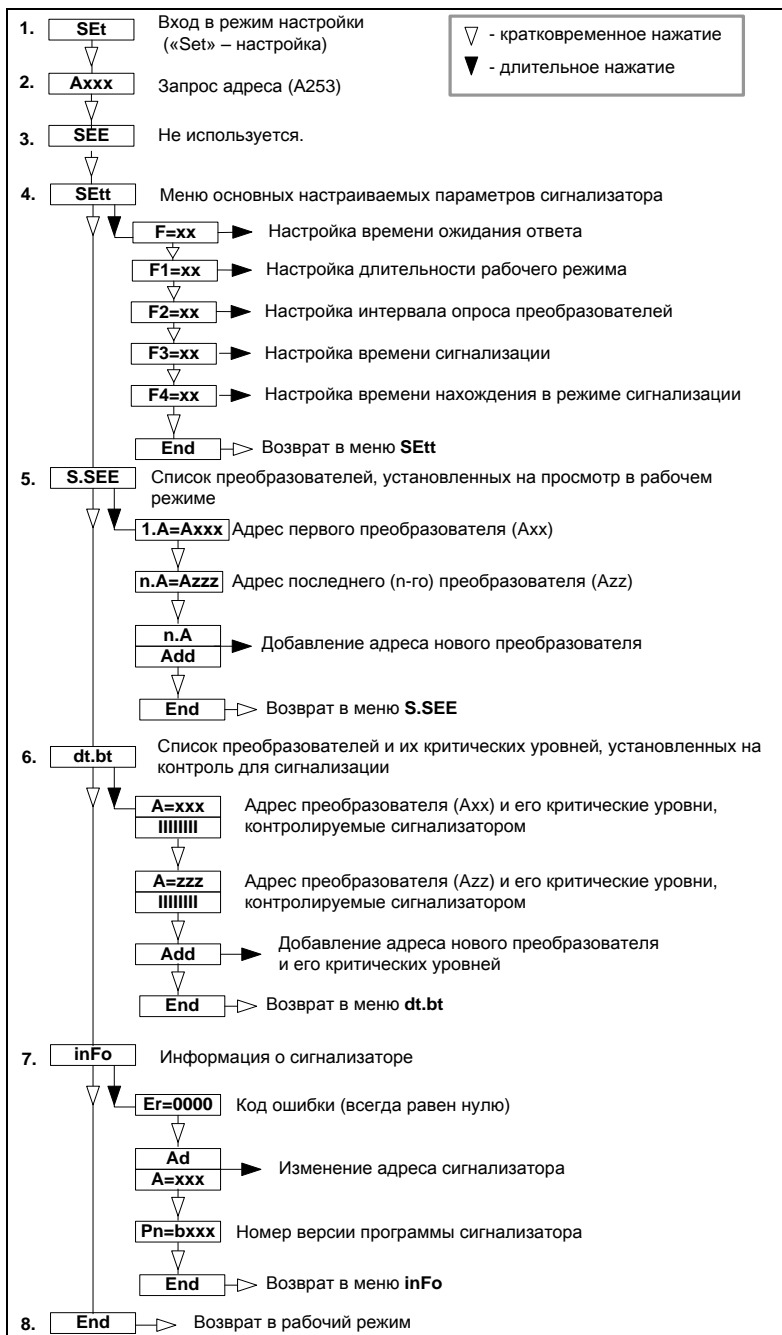 1. SEt Вход в режим настройки
(«Set» – настройка)
- кратковременное нажатие
- длительное нажатие
2. Axxx Запрос адреса (А253)
3. SEE Не используется.
4. SEtt Меню основных настраиваемых параметров сигнализатора
F=xx Настройка времени ожидания ответа
F1=xx Настройка длительности рабочего режима
F2=xx Настройка интервала опроса преобразователей
F3=xx Настройка времени сигнализации
F4=xx Настройка времени нахождения в режиме сигнализации
End Возврат в меню SEtt
5. S.SEE Список преобразователей, установленных на просмотр в рабочем
режиме
1.A=Axxx Адрес первого преобразователя (Axx)
n.A=Azzz Адрес последнего (n-го) преобразователя (Azz)
n.A
Add
Добавление адреса нового преобразователя
End Возврат в меню S.SEE
6. dt.bt Список преобразователей и их критических уровней, установленных на
контроль для сигнализации
A=xxx Адрес преобразователя (Axx) и его критические уровни,
IIIIIIII контролируемые сигнализатором
A=zzz Адрес преобразователя (Azz) и его критические уровни,
IIIIIIII контролируемые сигнализатором
Add Добавление адреса нового преобразователя
и его критических уровней
End Возврат в меню dt.bt
7. inFo Информация о сигнализаторе
Er=0000 Код ошибки (всегда равен нулю)
Ad
A=xxx
Изменение адреса сигнализатора
Pn=bxxx Номер версии программы сигнализатора
End Возврат в меню inFo
8. End Возврат в рабочий режим